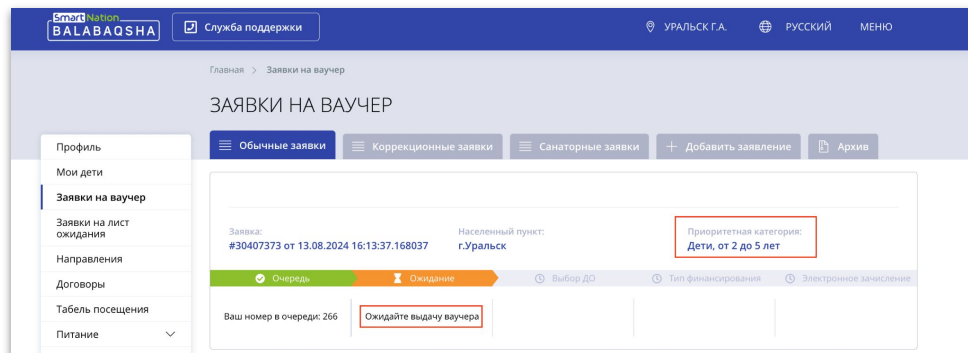 Smart Nation
BALABAQSHA
Служба поддержки
УРАЛЬСК Г.А.
РУССКИЙ
МЕНЮ
Главная > Заявки на ваучер
ЗАЯВКИ НА ВАУЧЕР
Обычные заявки
Коррекционные заявки
Санаторные заявки
Добавить заявление
Архив
Профиль
Мои дети
Заявки на ваучер
Заявки на лист
ожидания
Направления
Договоры
Табель посещения
Питание
Заявка:
#30407373 от 13.08.2024 16:13:37.168037
Населенный пункт:
г.Уральск
Приоритетная категория:
Дети, от 2 до 5 лет
Очередь
Ожидание
Выбор ДО
Тип финансирования
Электронное зачисление
Ваш номер в очереди: 266
Ожидайте выдачу ваучера